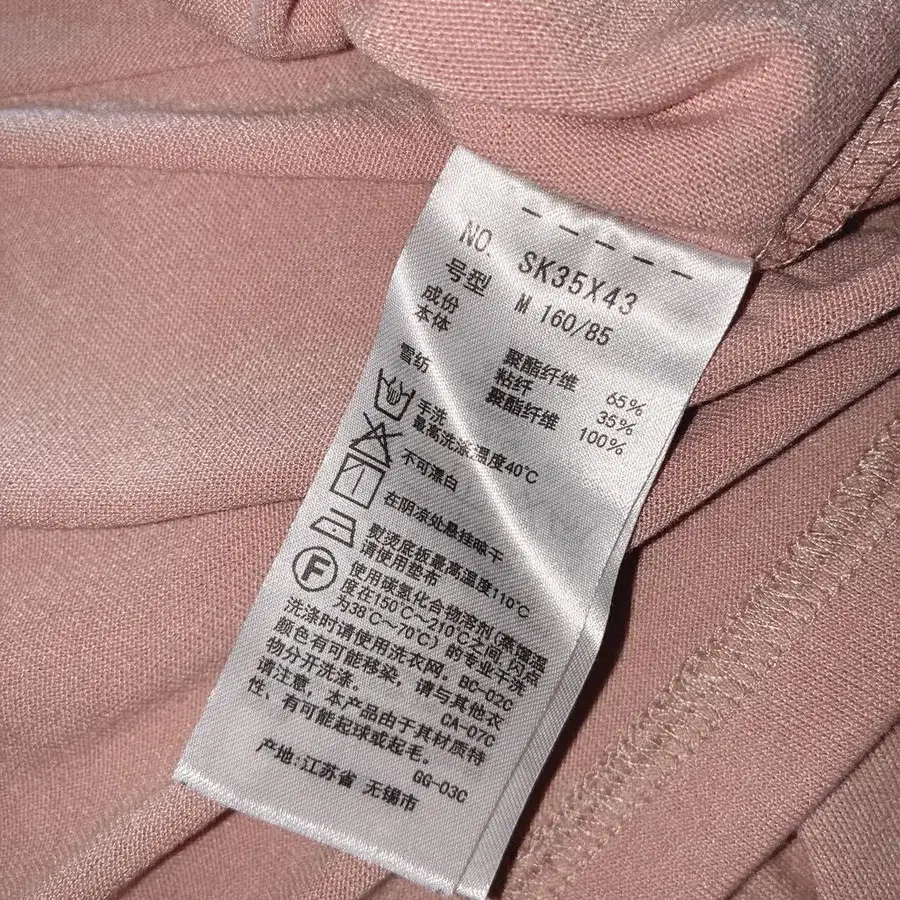 NO. SK35X43
号型 M 160/85
成份
本体 聚酯纤维 65%
粘纤 35%
雪纺 聚酯纤维 100%
手洗
最高洗涤温度40℃
不可漂白
在阴凉处悬挂晾干
熨烫底板最高温度110℃
请使用垫布
F
使用碳氢化合物溶剂(蒸馏温
度在150℃～210℃之间,闪点
为38℃～70℃)的专业干洗
洗涤时请使用洗衣网。 BC-02C
颜色有可能移染，请与其他衣
物分开洗涤。 CA-07C
请注意，本产品由于其材质特
性、有可能起球或起毛。
GG-03C
产地:江苏省 无锡市